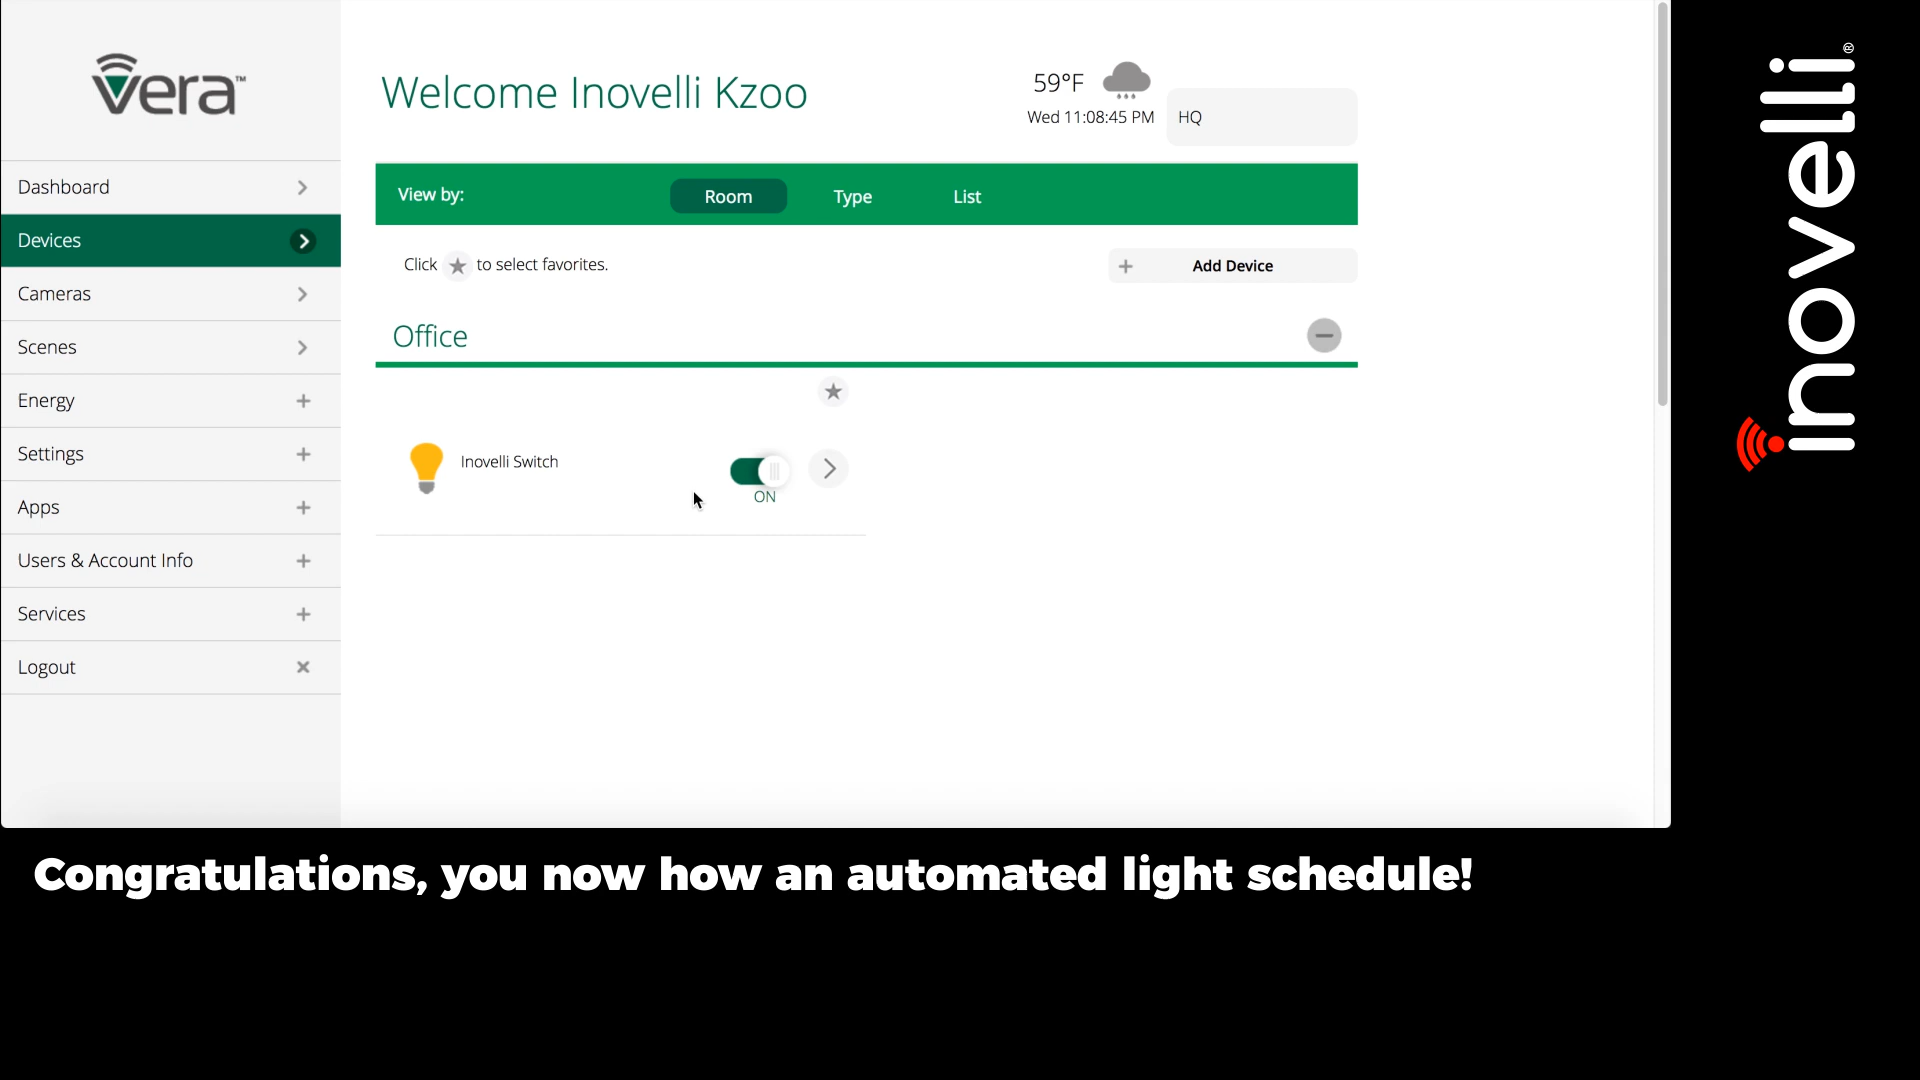 vera™
Dashboard
Devices
Cameras
Scenes
Energy
Settings
Apps
Users & Account Info
Services
Logout
Welcome Inovelli Kzoo
59°F
Wed 11:08:45 PM
HQ
View by:
Room
Type
List
Click ★ to select favorites.
+ Add Device
Office
Inovelli Switch
ON
inovelli®
Congratulations, you now how an automated light schedule!